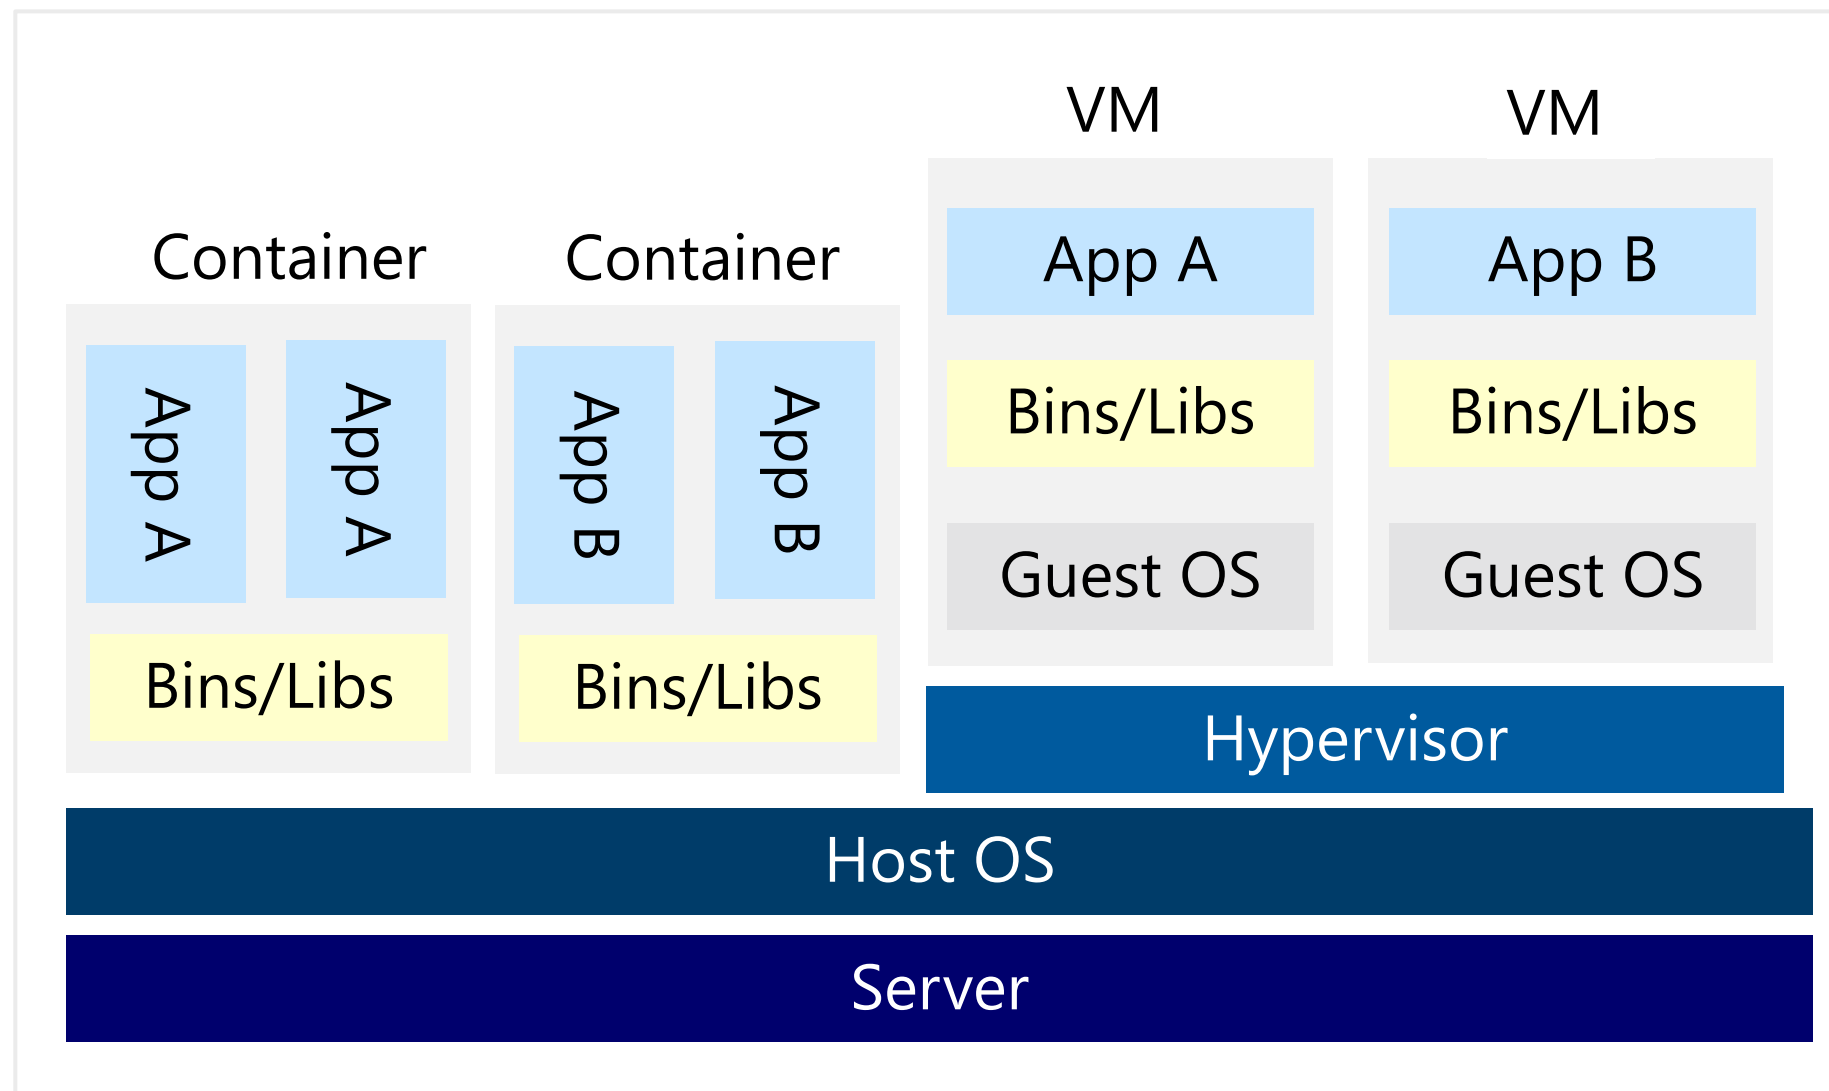 VM
VM
Container
Container
App A
App B
App A
App A
App B
App B
Bins/Libs
Bins/Libs
Guest OS
Guest OS
Bins/Libs
Bins/Libs
Hypervisor
Host OS
Server